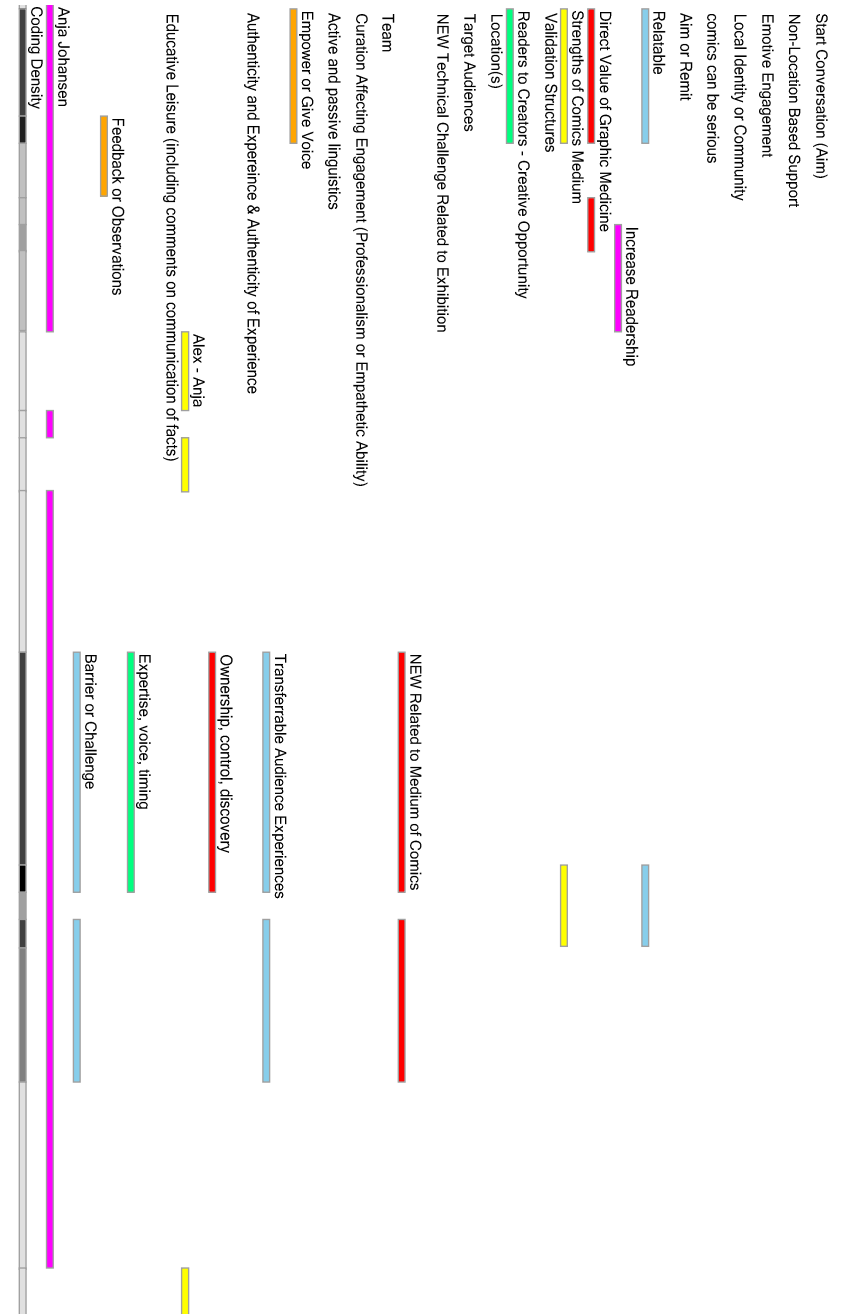 Start Conversation (Aim)
Non-Location Based Support
Emotive Engagement
Local Identity or Community
comics can be serious
Aim or Remit
Relatable
Increase Readership
Direct Value of Graphic Medicine
Strengths of Comics Medium
Validation Structures
Readers to Creators - Creative Opportunity
Location(s)
Target Audiences
NEW Technical Challenge Related to Exhibition
NEW Related to Medium of Comics
Team
Curation Affecting Engagement (Professionalism or Empathetic Ability)
Active and passive linguistics
Empower or Give Voice
Transferrable Audience Experiences
Authenticity and Expereince & Authenticity of Experience
Ownership, control, discovery
Alex - Anja
Educative Leisure (including comments on communication of facts)
Expertise, voice, timing
Feedback or Observations
Barrier or Challenge
Anja Johansen
Coding Density